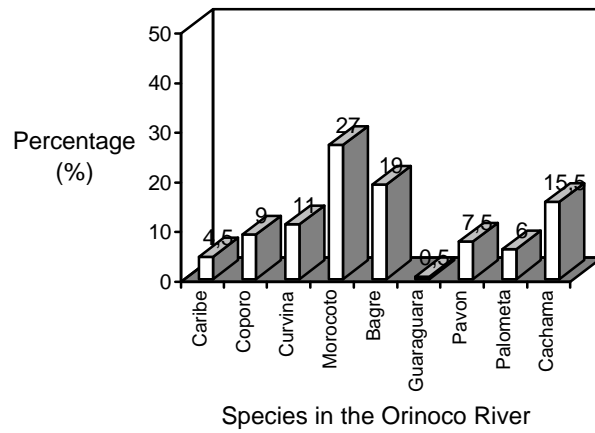 50
40
30
20
10
0
Percentage
(%)
4,5
9
11
27
19
0,5
7,5
6
15,5
Caribe
Coporo
Curvina
Morocoto
Bagre
Guaraguara
Pavon
Palometa
Cachama
Species in the Orinoco River